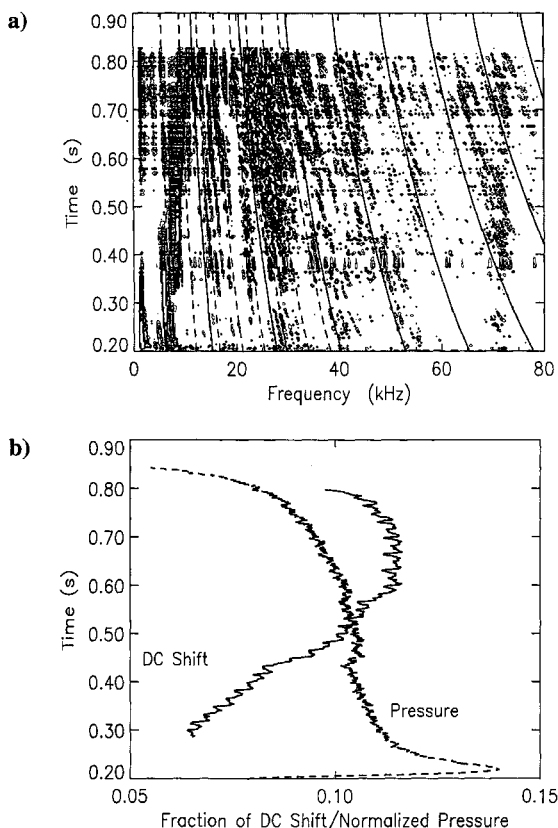 a)
0.90
0.80
0.70
0.60
0.50
0.40
0.30
0.20
Time (s)
0 20 40 60 80
Frequency (kHz)
b)
0.90
0.80
0.70
0.60
0.50
0.40
0.30
0.20
Time (s)
DC Shift
Pressure
0.05 0.10 0.15
Fraction of DC Shift/Normalized Pressure